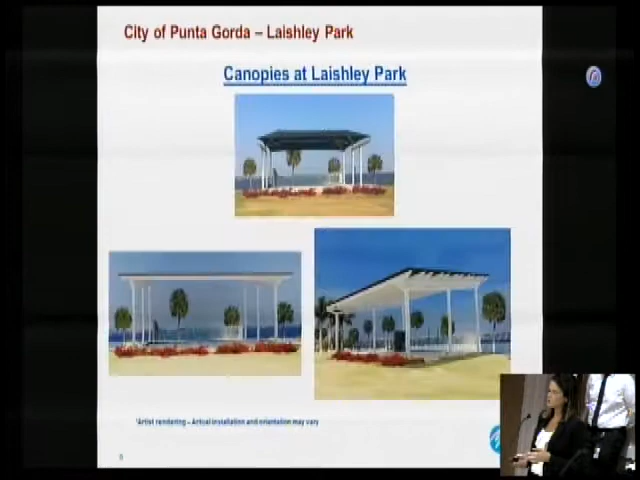 City of Punta Gorda – Laishley Park
Canopies at Laishley Park
*Artist rendering – Actual installation and orientation may vary